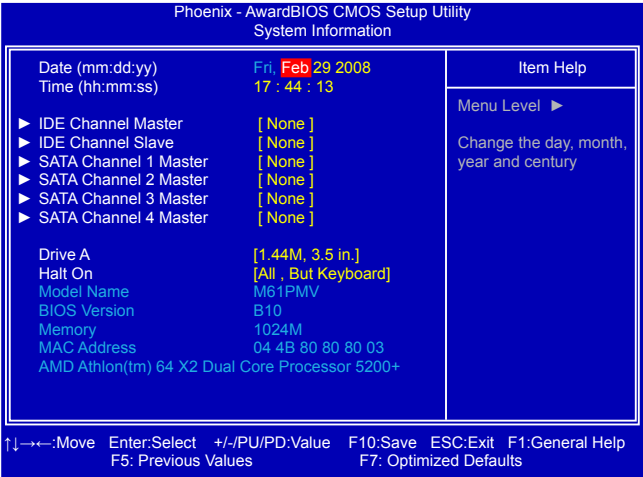 Phoenix - AwardBIOS CMOS Setup Utility
System Information
Date (mm:dd:yy) Fri, Feb 29 2008
Time (hh:mm:ss) 17 : 44 : 13
► IDE Channel Master [ None ]
► IDE Channel Slave [ None ]
► SATA Channel 1 Master [ None ]
► SATA Channel 2 Master [ None ]
► SATA Channel 3 Master [ None ]
► SATA Channel 4 Master [ None ]
Drive A [1.44M, 3.5 in.]
Halt On [All , But Keyboard]
Model Name M61PMV
BIOS Version B10
Memory 1024M
MAC Address 04 4B 80 80 80 03
AMD Athlon(tm) 64 X2 Dual Core Processor 5200+
Item Help
Menu Level ►
Change the day, month,
year and century
↑↓→←:Move Enter:Select +/-/PU/PD:Value F10:Save ESC:Exit F1:General Help
F5: Previous Values F7: Optimized Defaults